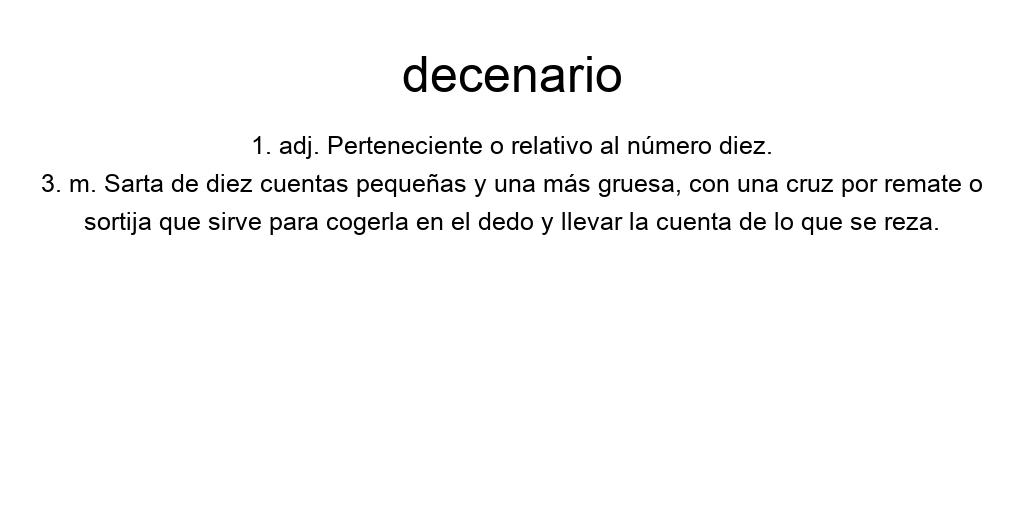 decenario
1. adj. Perteneciente o relativo al número diez.
3. m. Sarta de diez cuentas pequeñas y una más gruesa, con una cruz por remate o
sortija que sirve para cogerla en el dedo y llevar la cuenta de lo que se reza.